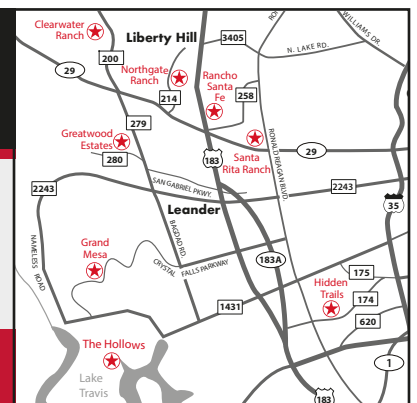 Clearwater
Ranch
Liberty Hill
3405
RO
WILLIAMS DR.
N. LAKE RD.
200
29
Northgate
Ranch
Rancho
Santa
Fe
214
258
279
Greatwood
Estates
280
183
Santa
Rita Ranch
29
RONALD REAGAN BLVD.
2243
SAN GABRIEL PKWY.
2243
35
Leander
NAMELESS ROAD
BAGDAD RD.
Grand
Mesa
CRYSTAL FALLS PARKWAY
183A
175
Hidden
Trails
174
1431
620
The Hollows
1
Lake
Travis
183